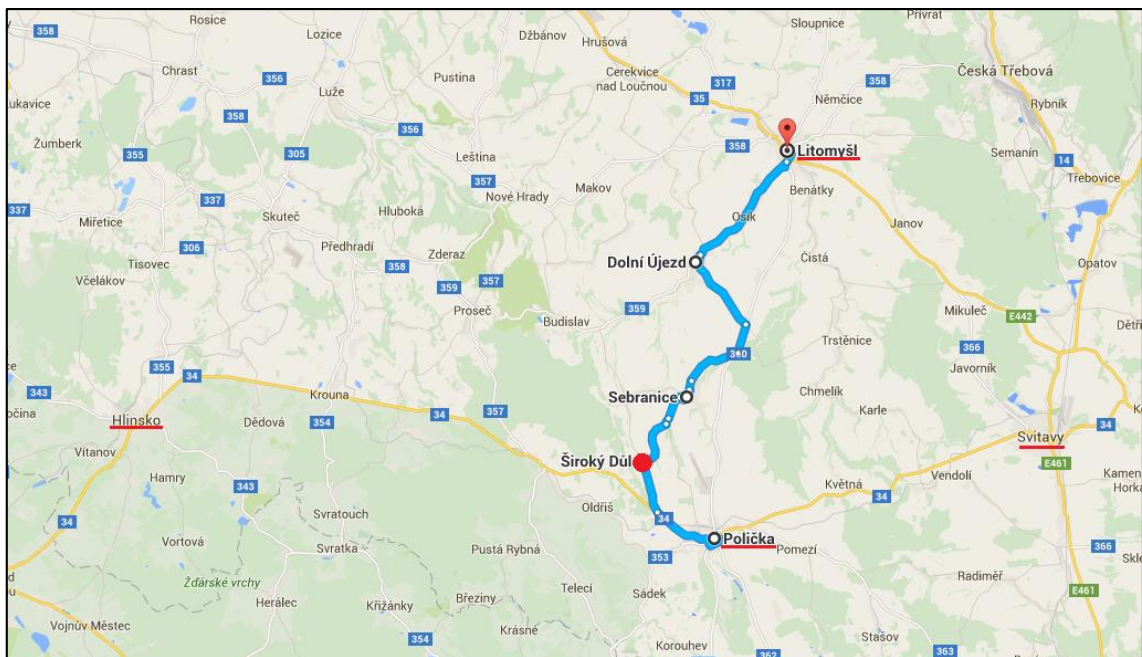 Rosice
Lozice
Džbánov
Hrušová
Sloupnice
Přívrat
358
Chrast
356
Luže
Pustina
Cerekvice
nad Loučnou
317
35
Němčice
358
Česká Třebová
Rybník
Lukavice
Žumberk
358
355
305
356
Leština
358
Litomyšl
Semanín
14
Třebovice
337
337
Miřetice
Skuteč
Hluboká
357
Nové Hrady
Makov
Benátky
Osík
Janov
306
Tisovec
Předhradí
358
Zderaz
357
Dolní Újezd
Čistá
Opatov
Včelákov
359
Proseč
Budislav
359
E442
Mikuleč
Dětř
Trstěnice
366
355
34
360
Javorník
343
Krouna
Sebranice
Chmelík
Karle
Hlinsko
Dědová
354
34
357
Svitavy
34
Vítanov
Široký Důl
E461
Kamen
Horka
Hamry
343
Oldřiš
Květná
34
Vendolí
34
Svratouch
34
Polička
Vortová
Svratka
Pustá Rybná
353
Pomezí
366
Žďárské vrchy
Telecí
Sádek
Radiměř
E461
Herálec
Křižánky
Březiny
Vojnův Městec
354
Krásné
Korouhev
362
Stašov
363